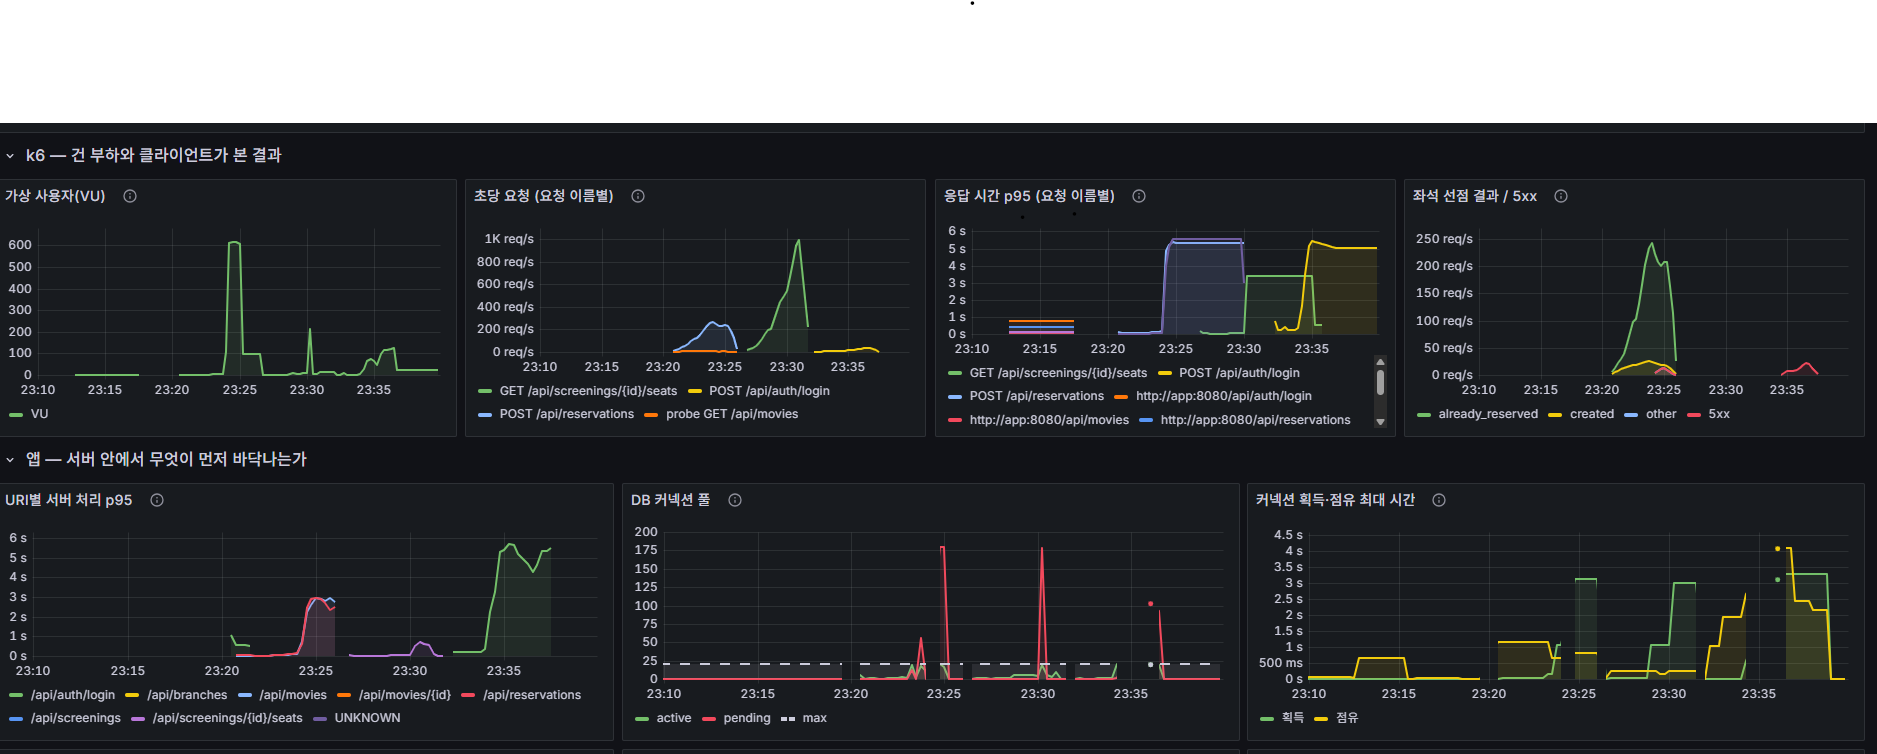 k6 — 건 부하와 클라이언트가 본 결과
가상 사용자(VU)
600
500
400
300
200
100
0
23:10 23:15 23:20 23:25 23:30 23:35
VU
초당 요청 (요청 이름별)
1K req/s
800 req/s
600 req/s
400 req/s
200 req/s
0 req/s
23:10 23:15 23:20 23:25 23:30 23:35
GET /api/screenings/{id}/seats POST /api/auth/login
POST /api/reservations probe GET /api/movies
응답 시간 p95 (요청 이름별)
6 s
5 s
4 s
3 s
2 s
1 s
0 s
23:10 23:15 23:20 23:25 23:30 23:35
GET /api/screenings/{id}/seats POST /api/auth/login
POST /api/reservations http://app:8080/api/auth/login
http://app:8080/api/movies http://app:8080/api/reservations
좌석 선점 결과 / 5xx
250 req/s
200 req/s
150 req/s
100 req/s
50 req/s
0 req/s
23:10 23:15 23:20 23:25 23:30 23:35
already_reserved created other 5xx
앱 — 서버 안에서 무엇이 먼저 바닥나는가
URI별 서버 처리 p95
6 s
5 s
4 s
3 s
2 s
1 s
0 s
23:10 23:15 23:20 23:25 23:30 23:35
/api/auth/login /api/branches /api/movies /api/movies/{id} /api/reservations
/api/screenings /api/screenings/{id}/seats UNKNOWN
DB 커넥션 풀
200
175
150
125
100
75
50
25
0
23:10 23:15 23:20 23:25 23:30 23:35
active pending max
커넥션 획득·점유 최대 시간
4.5 s
4 s
3.5 s
3 s
2.5 s
2 s
1.5 s
1 s
500 ms
0 s
23:10 23:15 23:20 23:25 23:30 23:35
획득 점유